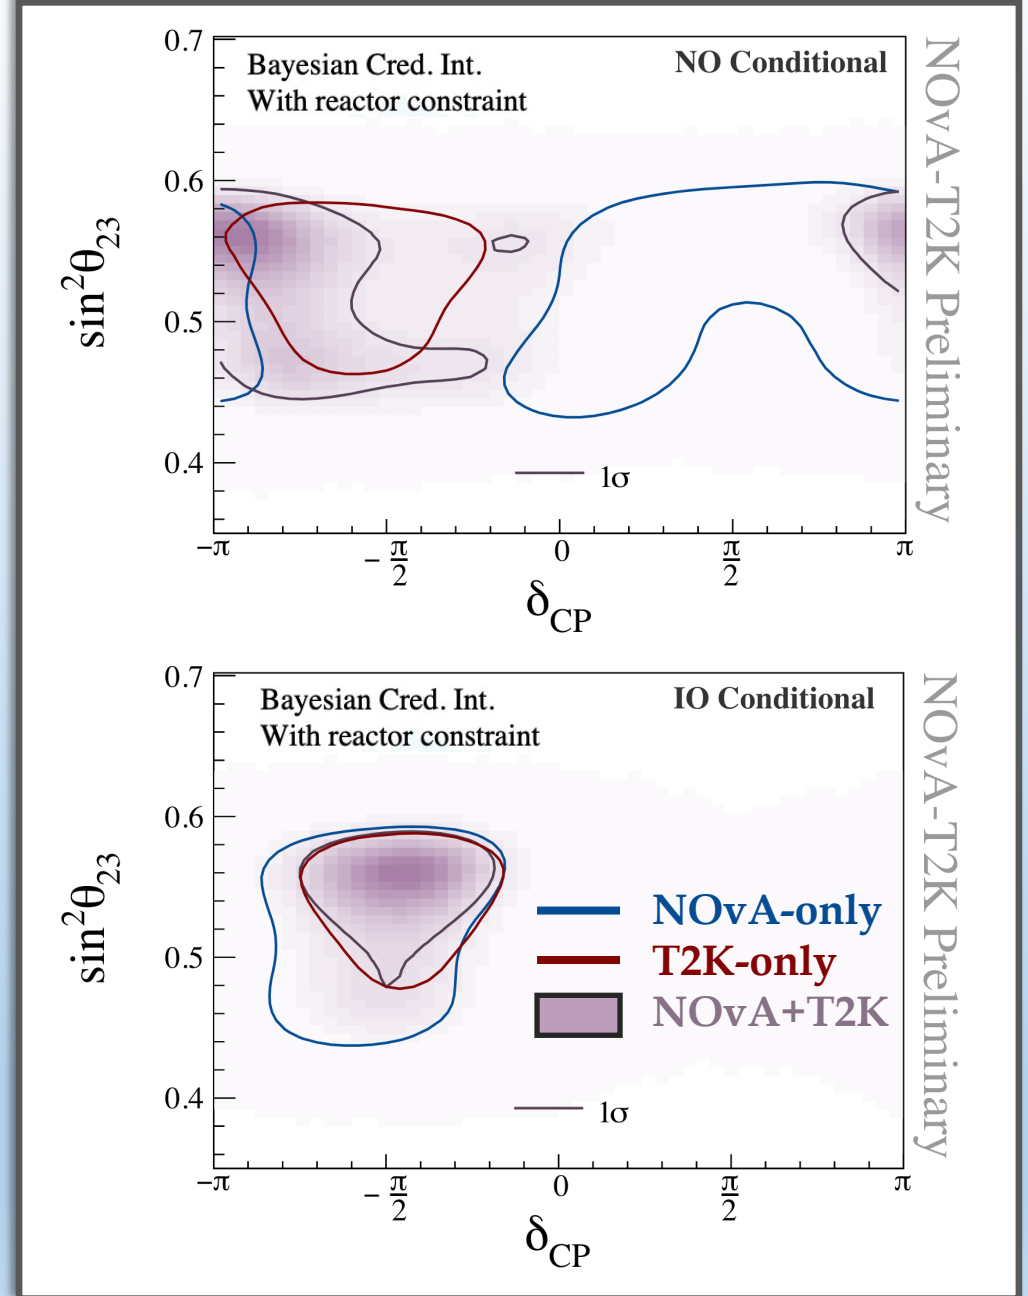 0.7
Bayesian Cred. Int.
With reactor constraint
NO Conditional
0.6
0.5
0.4
sin²θ₂₃
1σ
−π
− π/2
0
π/2
π
δ_CP
NOvA-T2K Preliminary
0.7
Bayesian Cred. Int.
With reactor constraint
IO Conditional
0.6
0.5
0.4
sin²θ₂₃
NOvA-only
T2K-only
NOvA+T2K
1σ
−π
− π/2
0
π/2
π
δ_CP
NOvA-T2K Preliminary